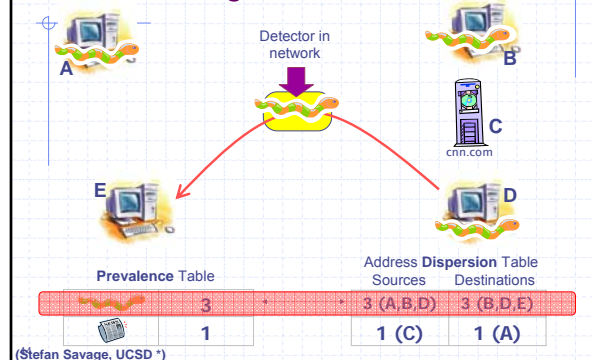 A
Detector in
network
B
C
cnn.com
E
D
Prevalence Table
Address Dispersion Table
Sources Destinations
3 3 (A,B,D) 3 (B,D,E)
1 1 (C) 1 (A)
(Stefan Savage, UCSD *)